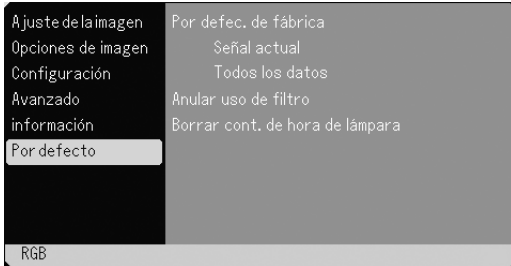 Ajuste de la imagen
Opciones de imagen
Configuración
Avanzado
información
Por defecto
Por defec. de fábrica
Señal actual
Todos los datos
Anular uso de filtro
Borrar cont. de hora de lámpara
RGB